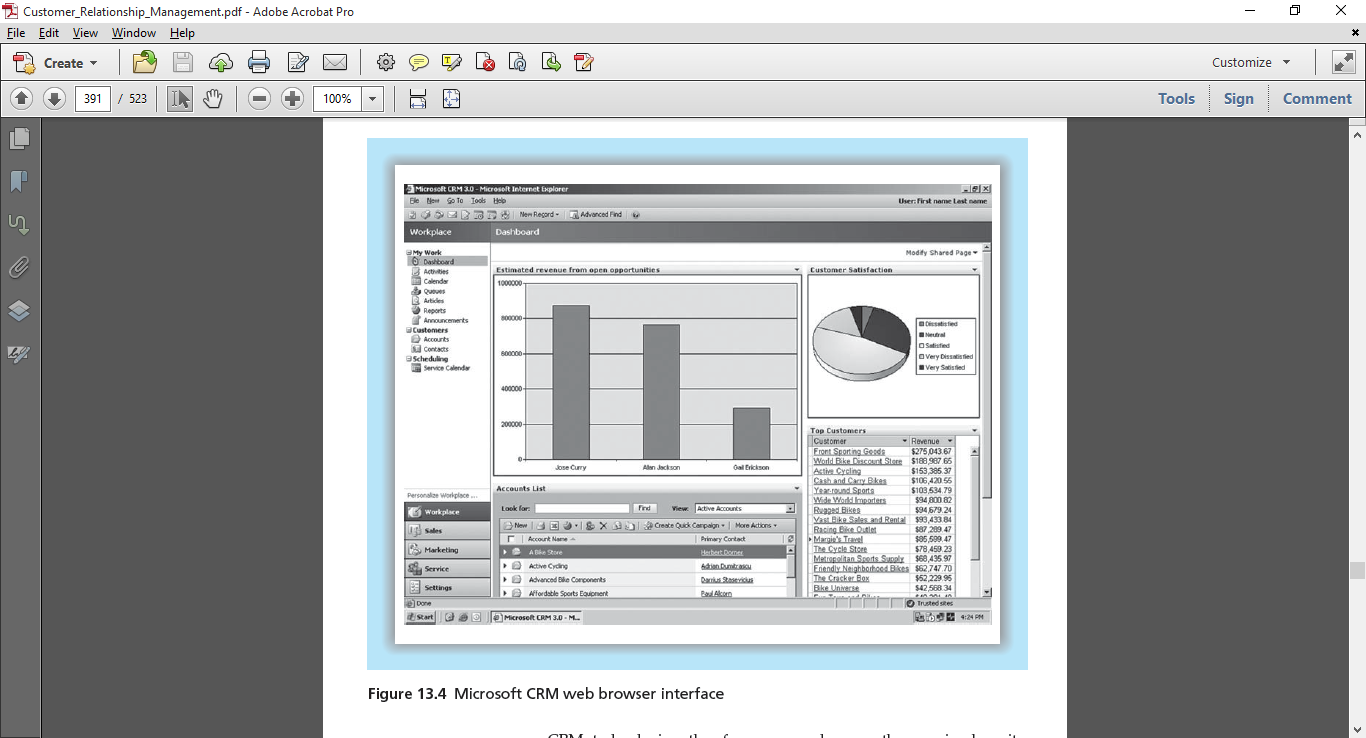 Customer_Relationship_Management.pdf - Adobe Acrobat Pro
File Edit View Window Help
Create
Customize
391 / 523
100%
Tools Sign Comment
Microsoft CRM 3.0 - Microsoft Internet Explorer
File New Go To Tools Help
User: First name Last name
New Record
Advanced Find
Workplace
Dashboard
My Work
Dashboard
Activities
Calendar
Queues
Articles
Reports
Announcements
Customers
Accounts
Contacts
Scheduling
Service Calendar
Personalize Workplace ...
Workplace
Sales
Marketing
Service
Settings
Modify Shared Page
Estimated revenue from open opportunities
1000000
800000
600000
400000
200000
0
Jose Curry Alan Jackson Gail Erickson
Customer Satisfaction
Dissatisfied
Neutral
Satisfied
Very Dissatisfied
Very Satisfied
Accounts List
Look for: Find View: Active Accounts
New Create Quick Campaign More Actions
Account Name Primary Contact
A Bike Store Herbert Dorner
Active Cycling Adrian Dumitrascu
Advanced Bike Components Darrius Stasevicius
Affordable Sports Equipment Paul Alcorn
Top Customers
Customer Revenue
Front Sporting Goods $275,043.67
World Bike Discount Store $188,987.65
Active Cycling $153,385.37
Cash and Carry Bikes $106,420.55
Year-round Sports $103,534.79
Wide World Importers $94,800.82
Rugged Bikes $94,679.24
Vast Bike Sales and Rental $93,433.84
Racing Bike Outlet $87,289.47
Margie's Travel $85,599.47
The Cycle Store $78,459.23
Metropolitan Sports Supply $68,435.97
Friendly Neighborhood Bikes $62,747.70
The Cracker Box $52,229.95
Bike Universe $42,568.34
Done
Trusted sites
Start
Microsoft CRM 3.0 - M...
4:24 PM
Figure 13.4 Microsoft CRM web browser interface